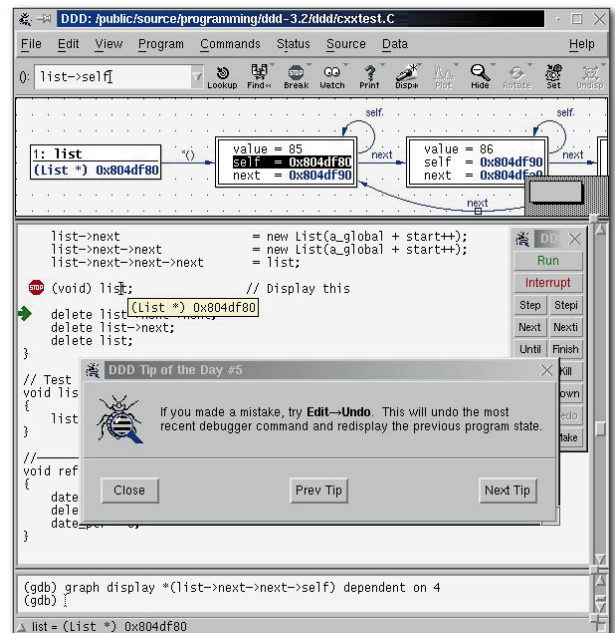 DDD: /public/source/programming/ddd-3.2/ddd/cxxtest.C
File Edit View Program Commands Status Source Data Help
(): list->self
Lookup Find« Break Watch Print Disp* Plot Hide Rotate Set Undisp
self
self
1: list
(List *) 0x804df80
*()
value = 85
self = 0x804df80
next = 0x804df90
next
value = 86
self = 0x804df90
next = 0x804dfa0
next
next
list->next = new List(a_global + start++);
list->next->next = new List(a_global + start++);
list->next->next->next = list;
STOP (void) list; // Display this
(List *) 0x804df80
delete list->next->next;
delete list->next;
delete list;
}
DDD
Run
Interrupt
Step Stepi
Next Nexti
Until Finish
Kill
// Test
void lis
{
list
}
//
void ref
{
date
dele
date_
}
DDD Tip of the Day #5
If you made a mistake, try Edit→Undo. This will undo the most
recent debugger command and redisplay the previous program state.
Close Prev Tip Next Tip
own
edo
Make
(gdb) graph display *(list->next->next->self) dependent on 4
(gdb)
list = (List *) 0x804df80